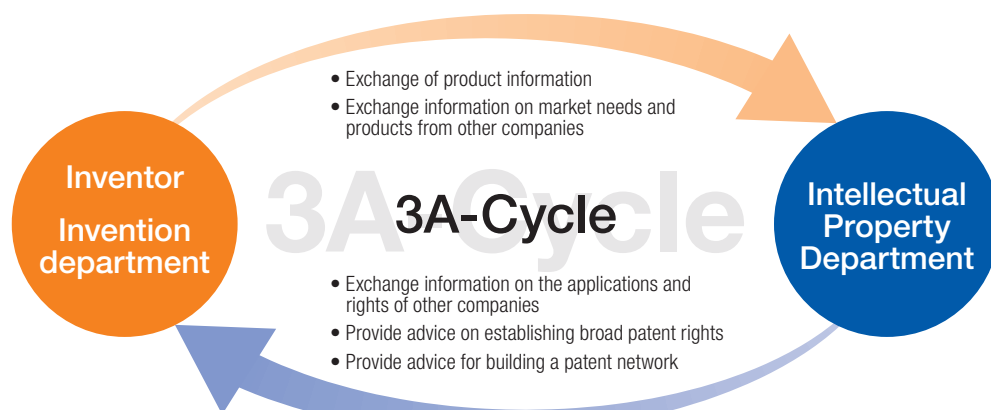 • Exchange of product information
• Exchange information on market needs and
products from other companies
Inventor
Invention
department
3A-Cycle
3A-Cycle
Intellectual
Property
Department
• Exchange information on the applications and
rights of other companies
• Provide advice on establishing broad patent rights
• Provide advice for building a patent network